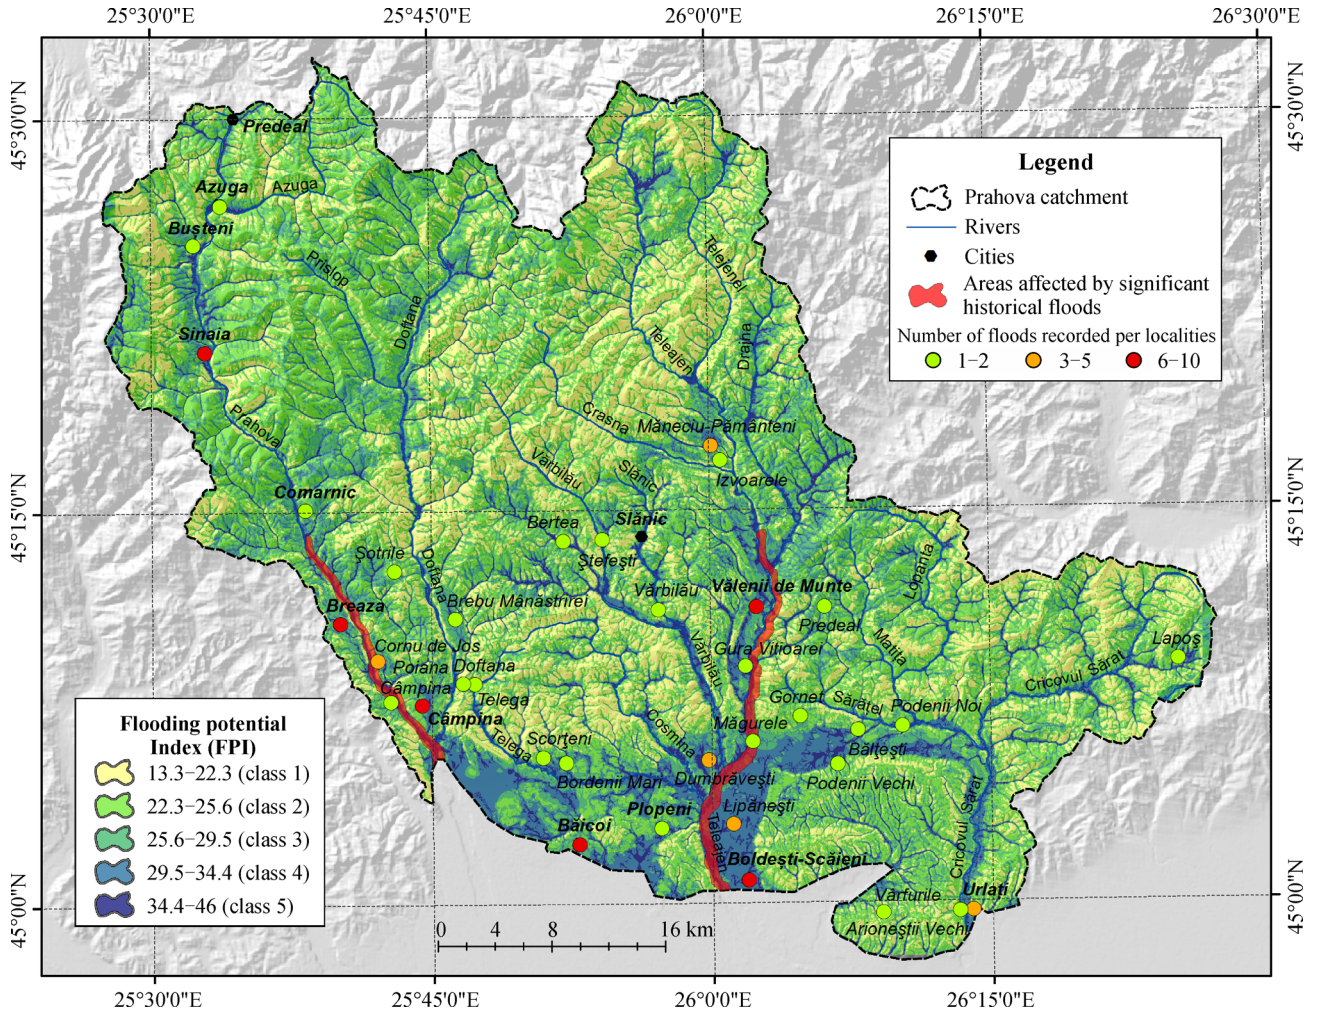 25°30'0"E
25°45'0"E
26°0'0"E
26°15'0"E
26°30'0"E
45°30'0"N
45°30'0"N
45°15'0"N
45°15'0"N
45°00'0"N
45°00'0"N
Predeal
Azuga
Azuga
Busteni
Prislop
Doftana
Sinaia
Prahova
Teleajenel
Teleajen
Drajna
Crasna
Măneciu-Pământeni
Izvoarele
Vărbilău
Slănic
Comarnic
Bertea
Slănic
Ștefești
Șotrile
Doftana
Vărbilău
Vălenii de Munte
Lopatna
Brebu Mănăstirei
Breaza
Predeal
Matița
Lapoș
Cornu de Jos
Gura Vitioarei
Poiana
Doftana
Câmpina
Vărbilău
Cricovul Sărat
Telega
Gornet
Sărățel
Podenii Noi
Câmpina
Cosmina
Măgurele
Telega
Scorțeni
Bălțești
Bordenii Mari
Dumbrăvești
Podenii Vechi
Plopeni
Lipănești
Cricovul Sărat
Băicoi
Teleajen
Boldești-Scăieni
Vărfurile
Urlați
Arioneștii Vechi
Legend
Prahova catchment
Rivers
Cities
Areas affected by significant
historical floods
Number of floods recorded per localities
1–2
3–5
6–10
Flooding potential
Index (FPI)
13.3–22.3 (class 1)
22.3–25.6 (class 2)
25.6–29.5 (class 3)
29.5–34.4 (class 4)
34.4–46 (class 5)
0 4 8 16 km
25°30'0"E
25°45'0"E
26°0'0"E
26°15'0"E